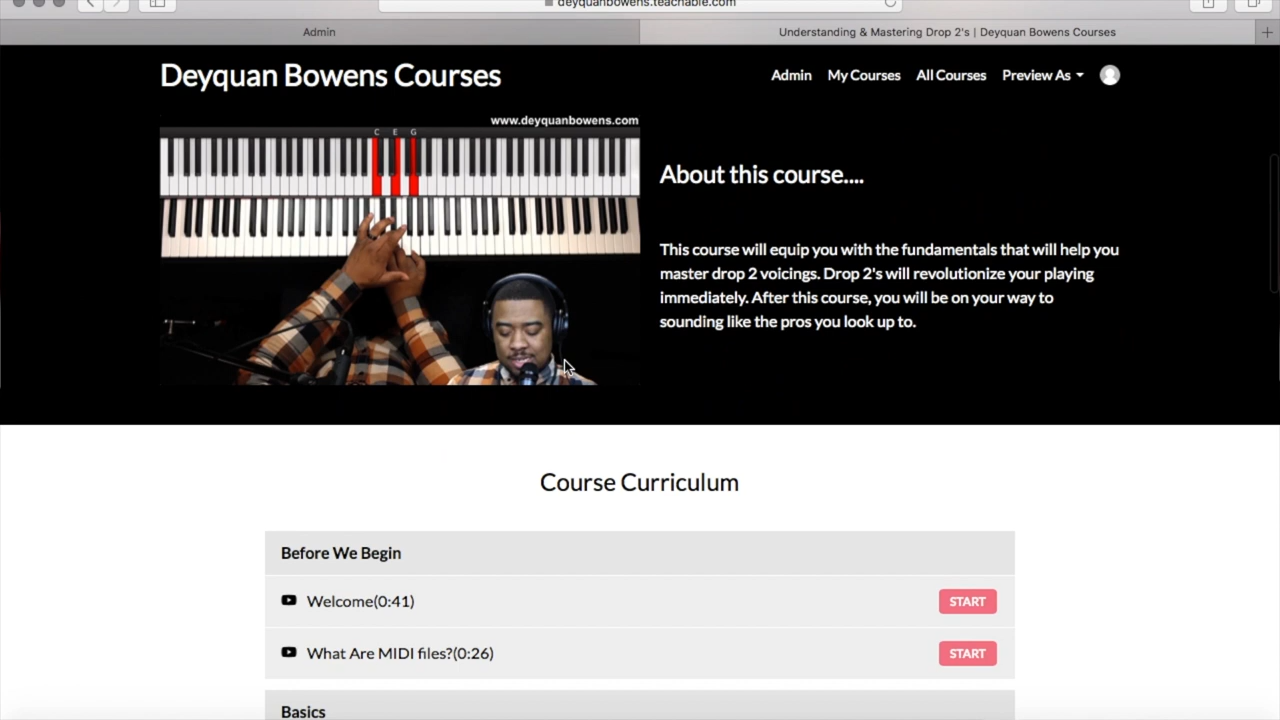 deyquanbowens.teachable.com
Admin
Understanding & Mastering Drop 2's | Deyquan Bowens Courses
Deyquan Bowens Courses
Admin
My Courses
All Courses
Preview As
www.deyquanbowens.com
C E G
About this course....
This course will equip you with the fundamentals that will help you
master drop 2 voicings. Drop 2's will revolutionize your playing
immediately. After this course, you will be on your way to
sounding like the pros you look up to.
Course Curriculum
Before We Begin
Welcome(0:41)
START
What Are MIDI files?(0:26)
START
Basics